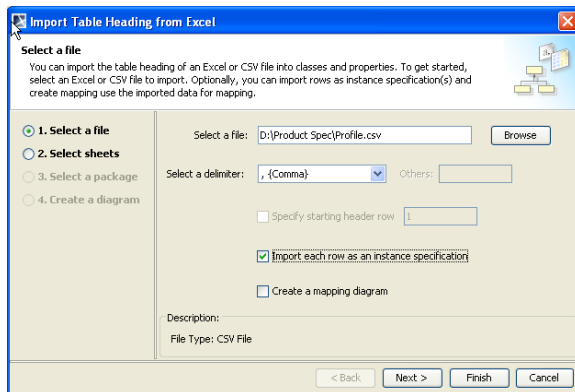 Import Table Heading from Excel
Select a file
You can import the table heading of an Excel or CSV file into classes and properties. To get started,
select an Excel or CSV file to import. Optionally, you can import rows as instance specification(s) and
create mapping use the imported data for mapping.
1. Select a file
2. Select sheets
3. Select a package
4. Create a diagram
Select a file: D:\Product Spec\Profile.csv Browse
Select a delimiter: , {Comma} Others:
Specify starting header row 1
Import each row as an instance specification
Create a mapping diagram
Description:
File Type: CSV File
< Back Next > Finish Cancel